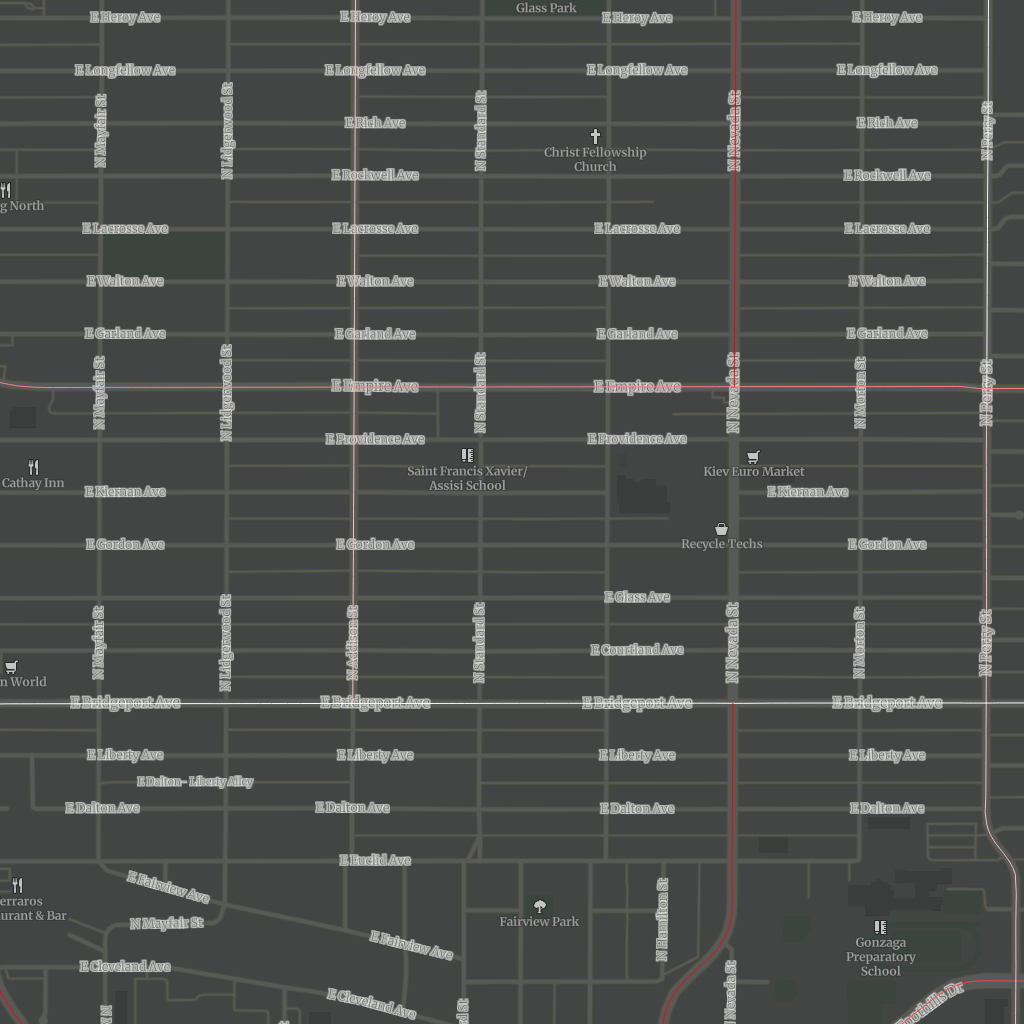 Glass Park
E Heroy Ave
E Heroy Ave
E Heroy Ave
E Heroy Ave
E Longfellow Ave
E Longfellow Ave
E Longfellow Ave
E Longfellow Ave
N Mayfair St
N Lidgerwood St
N Standard St
N Nevada St
N Perry St
E Rich Ave
E Rich Ave
Christ Fellowship
Church
E Rockwell Ave
E Rockwell Ave
g North
E Lacrosse Ave
E Lacrosse Ave
E Lacrosse Ave
E Lacrosse Ave
E Walton Ave
E Walton Ave
E Walton Ave
E Walton Ave
E Garland Ave
E Garland Ave
E Garland Ave
E Garland Ave
N Mayfair St
N Lidgerwood St
N Standard St
N Nevada St
N Morton St
N Perry St
E Empire Ave
E Empire Ave
E Providence Ave
E Providence Ave
Saint Francis Xavier/
Assisi School
Kiev Euro Market
Cathay Inn
E Kiernan Ave
E Kiernan Ave
Recycle Techs
E Gordon Ave
E Gordon Ave
E Gordon Ave
E Glass Ave
N Mayfair St
N Lidgerwood St
N Addison St
N Standard St
N Nevada St
N Morton St
N Perry St
E Courtland Ave
n World
E Bridgeport Ave
E Bridgeport Ave
E Bridgeport Ave
E Bridgeport Ave
E Liberty Ave
E Liberty Ave
E Liberty Ave
E Liberty Ave
E Dalton - Liberty Alley
E Dalton Ave
E Dalton Ave
E Dalton Ave
E Dalton Ave
E Euclid Ave
E Fairview Ave
erraros
urant & Bar
N Mayfair St
Fairview Park
N Hamilton St
E Fairview Ave
Gonzaga
Preparatory
School
E Cleveland Ave
E Cleveland Ave
N Nevada St
Foothills Dr